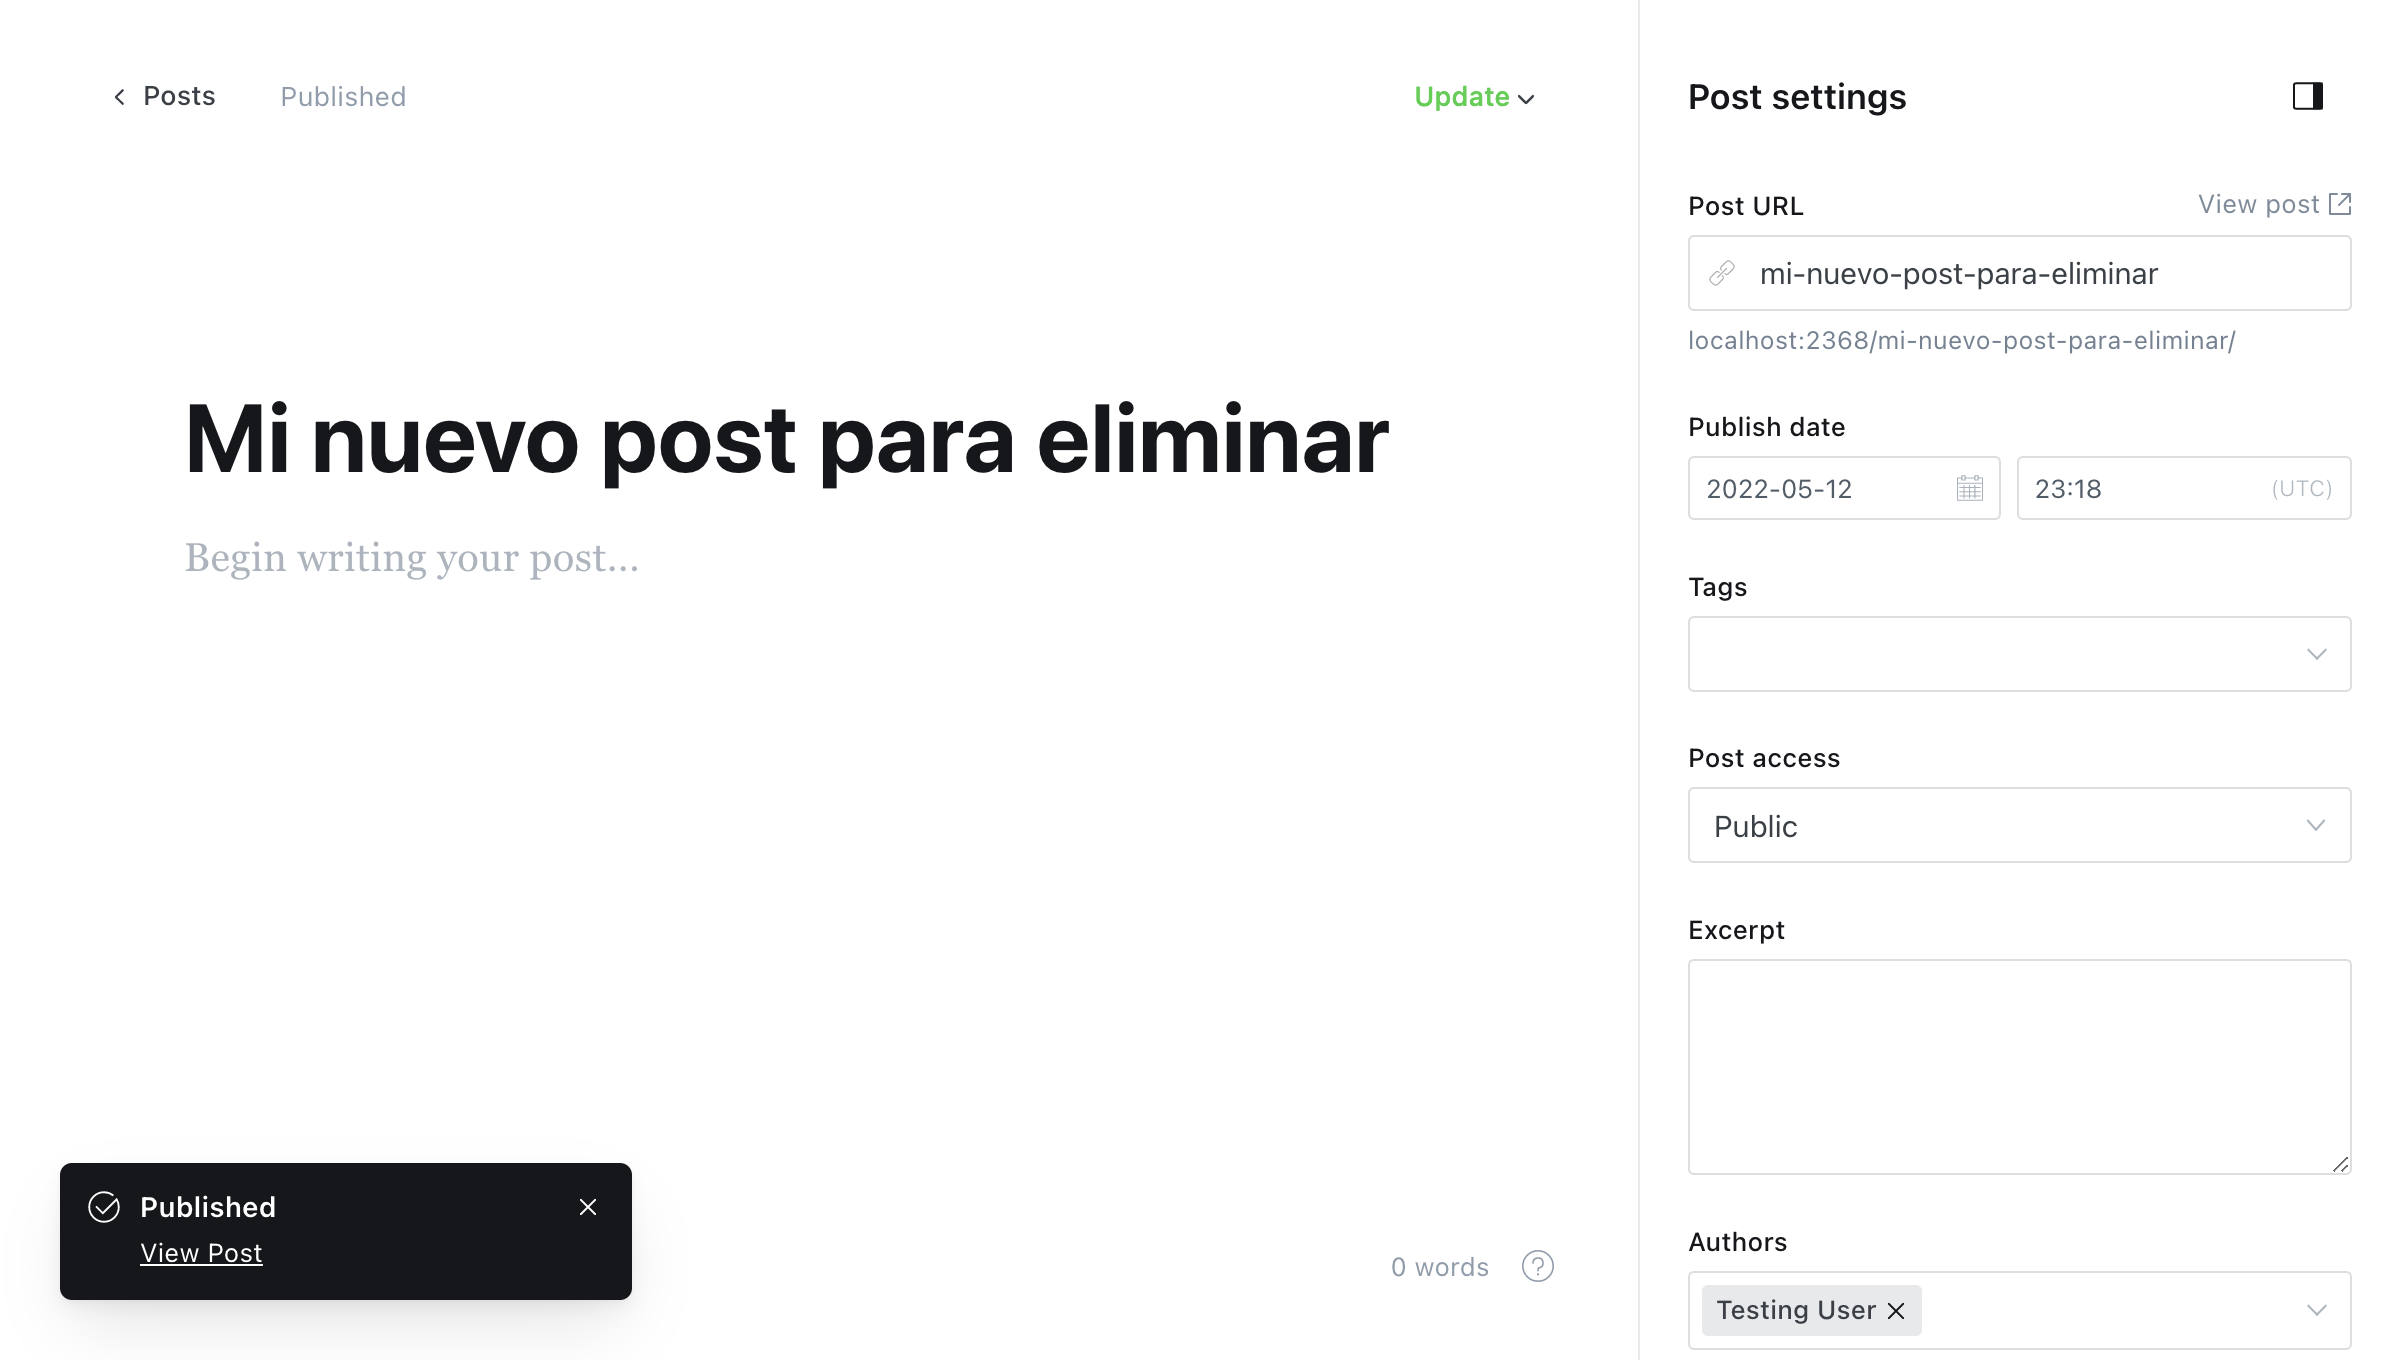 Posts
Published
Update
Mi nuevo post para eliminar
Begin writing your post...
Published
View Post
0 words
?
Post settings
Post URL
View post
mi-nuevo-post-para-eliminar
localhost:2368/mi-nuevo-post-para-eliminar/
Publish date
2022-05-12
23:18
(UTC)
Tags
Post access
Public
Excerpt
Authors
Testing User